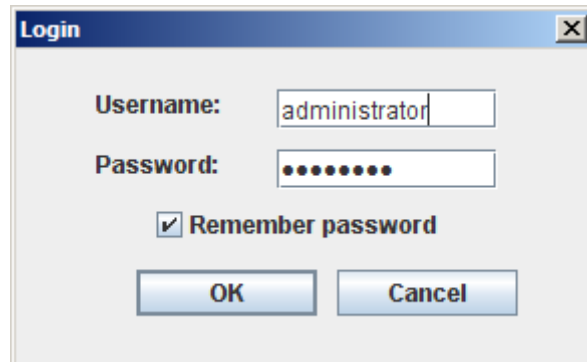 Login
Username: administrator
Password: ●●●●●●●●
Remember password
OK Cancel